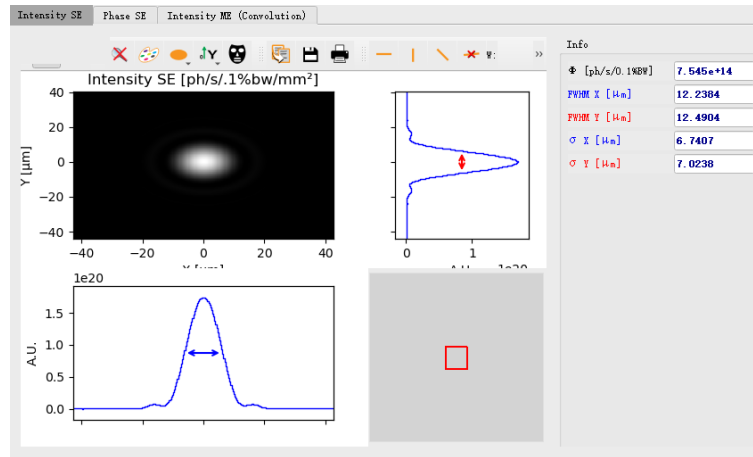 Intensity SE Phase SE Intensity ME (Convolution)
Info
Intensity SE [ph/s/.1%bw/mm²]
Φ [ph/s/0.1%BW] 7.545e+14
FWHM X [μm] 12.2384
FWHM Y [μm] 12.4904
σ X [μm] 6.7407
σ Y [μm] 7.0238
Y [μm]
40
20
0
−20
−40
−40 −20 0 20 40
0 1
1e20
A.U.
1.5
1.0
0.5
0.0